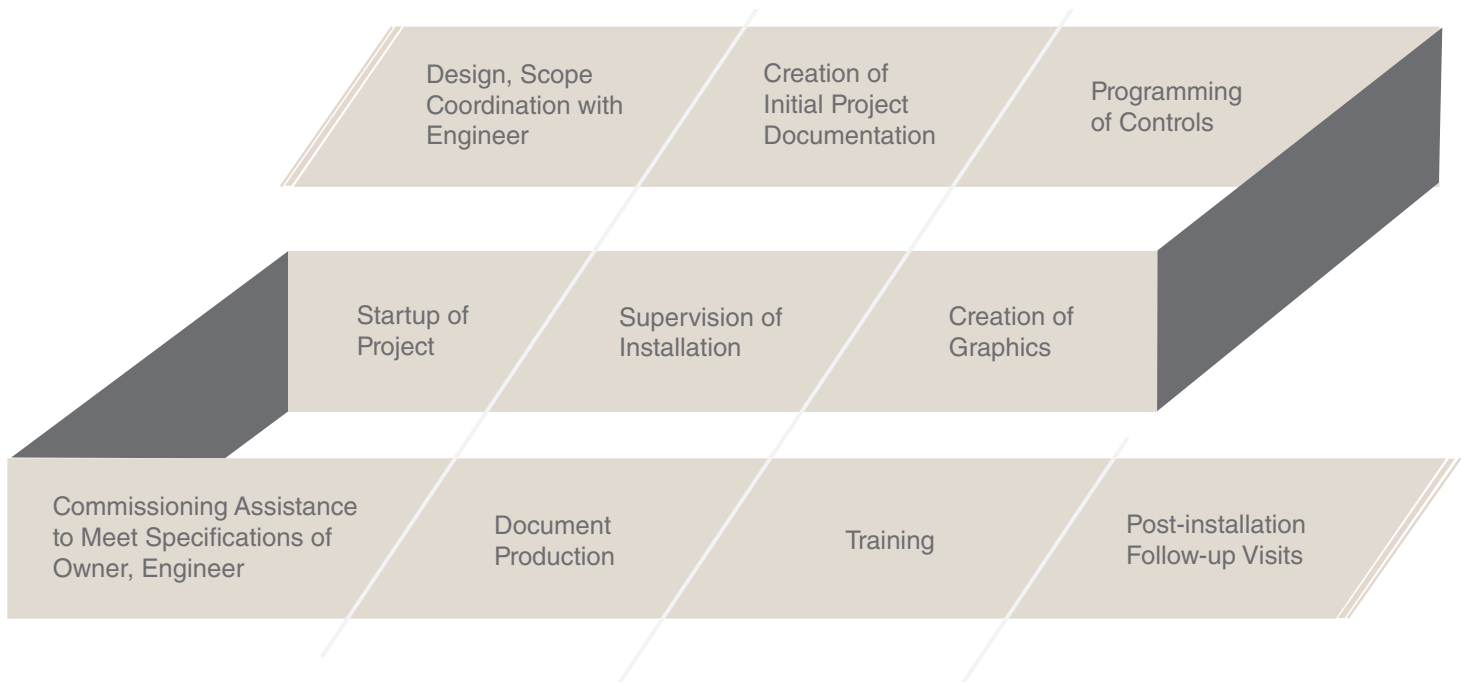 Design, Scope
Coordination with
Engineer
Creation of
Initial Project
Documentation
Programming
of Controls
Startup of
Project
Supervision of
Installation
Creation of
Graphics
Commissioning Assistance
to Meet Specifications of
Owner, Engineer
Document
Production
Training
Post-installation
Follow-up Visits